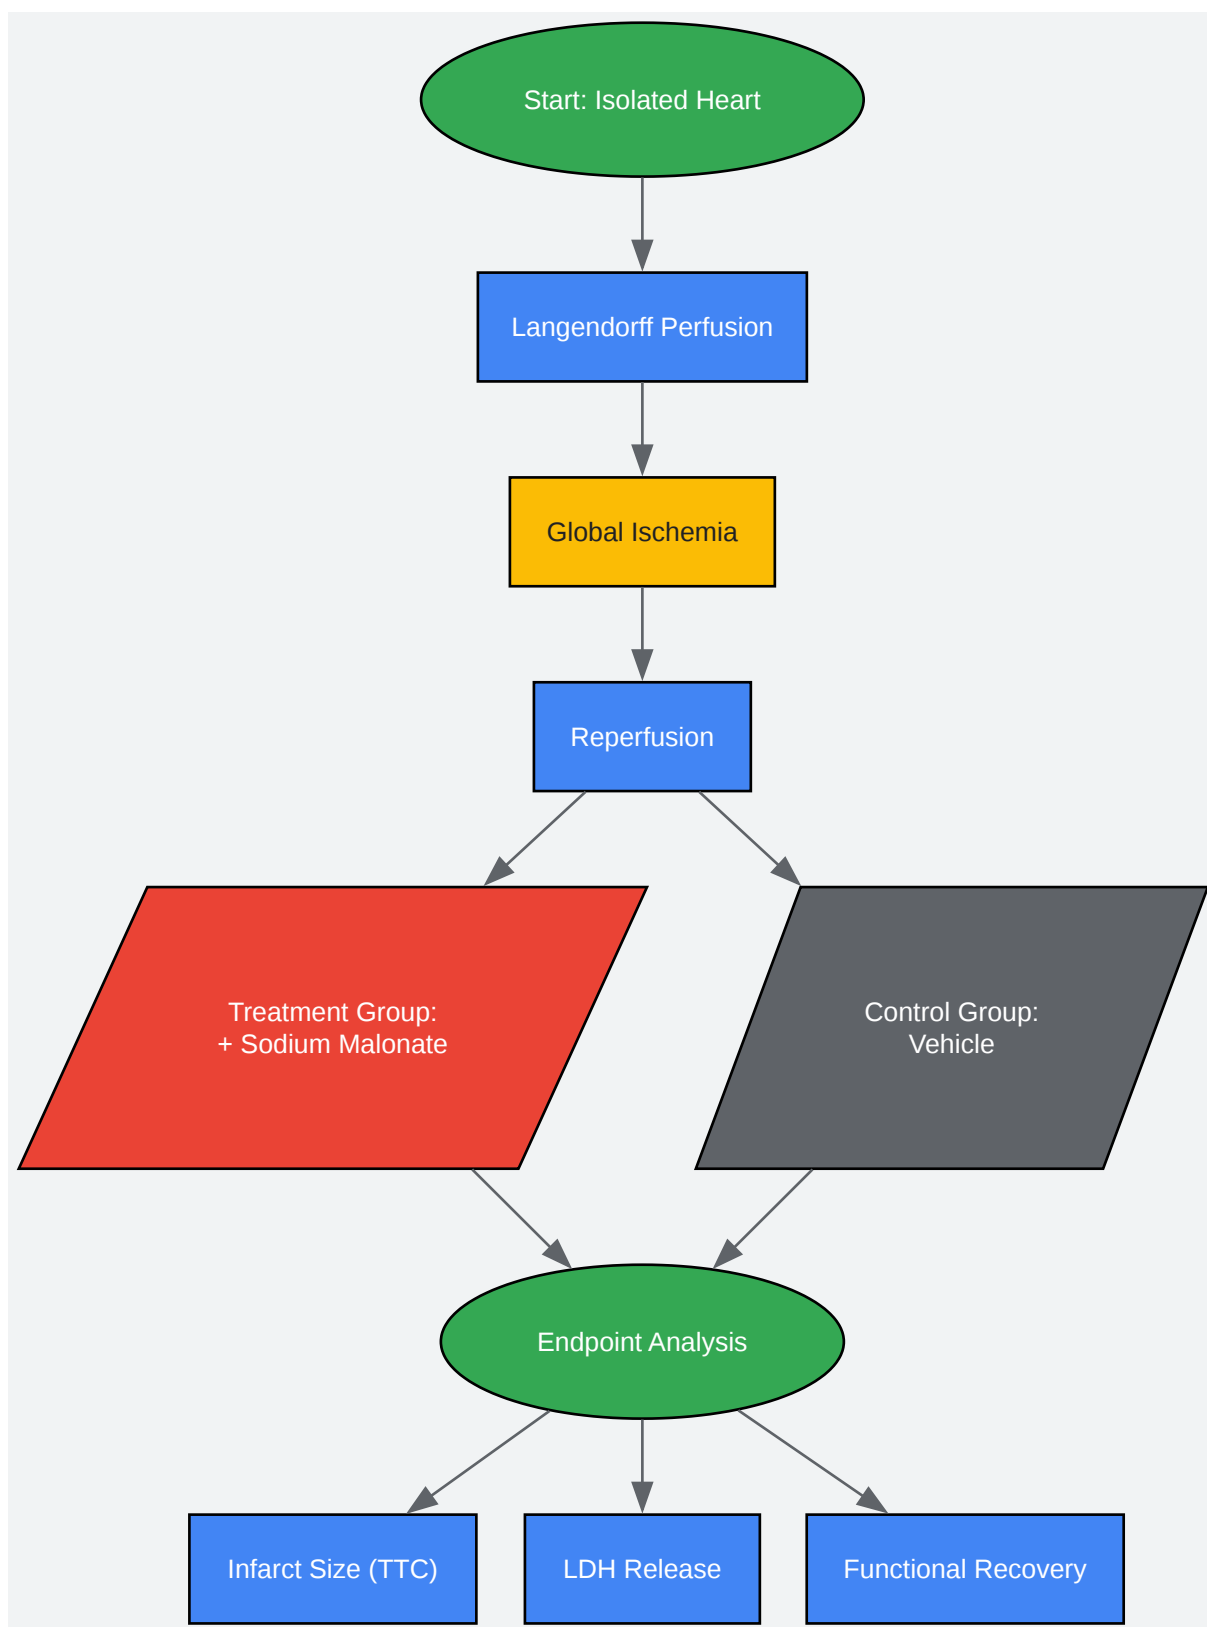 Start: Isolated Heart
Langendorff Perfusion
Global Ischemia
Reperfusion
Treatment Group:
+ Sodium Malonate
Control Group:
Vehicle
Endpoint Analysis
Infarct Size (TTC)
LDH Release
Functional Recovery